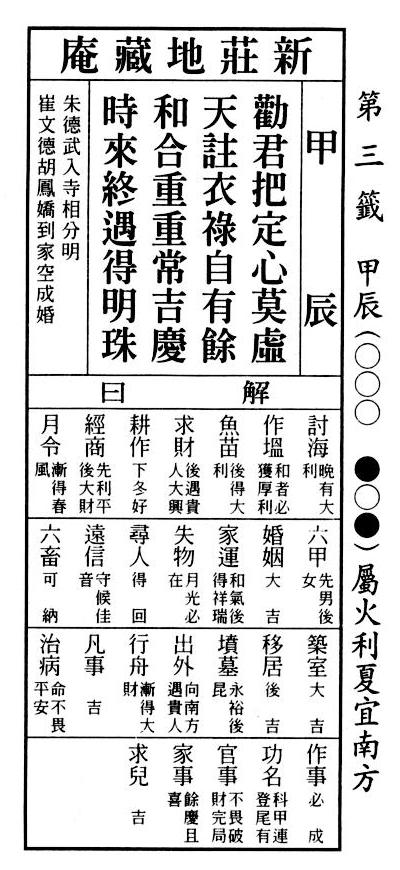 第三籤 甲辰(○○○ ●○●)屬火利夏宜南方
新莊地藏庵
甲辰
勸君把定心莫虛
天註衣祿自有餘
和合重重常吉慶
時來終遇得明珠
朱德武入寺相分明
崔文德胡鳳嬌到家空成婚
解曰
討海 晚有大利
作塭 和者必獲厚利
魚苗 後得大利
求財 後遇貴人大興
耕作 下冬好
經商 先利平後大財
月令 漸得春風
六甲 先男後女
婚姻 大吉
家運 和氣後得祥瑞
失物 月光必在
尋人 得回
遠信 守候佳音
六畜 可納
築室 大吉
移居 後吉
墳墓 永裕後昆
出外 向南方遇貴人
行舟 漸得大財
凡事 吉
治病 命不畏平安
作事 必成
功名 科甲連登尾有
官事 不畏破財完局
家事 餘慶且喜
求兒 吉